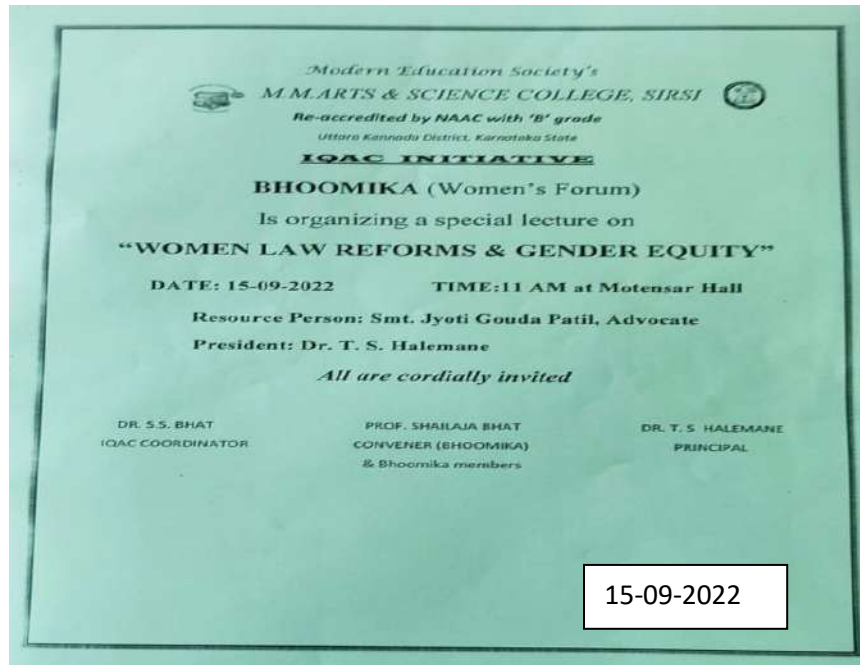 Modern Education Society's
M.M.ARTS & SCIENCE COLLEGE, SIRSI
Re-accredited by NAAC with 'B' grade
Uttara Kannada District, Karnataka State
IQAC INITIATIVE
BHOOMIKA (Women's Forum)
Is organizing a special lecture on
"WOMEN LAW REFORMS & GENDER EQUITY"
DATE: 15-09-2022 TIME:11 AM at Motensar Hall
Resource Person: Smt. Jyoti Gouda Patil, Advocate
President: Dr. T. S. Halemane
All are cordially invited
DR. S.S. BHAT PROF. SHAILAJA BHAT DR. T. S HALEMANE
IQAC COORDINATOR CONVENER (BHOOMIKA) PRINCIPAL
& Bhoomika members
15-09-2022